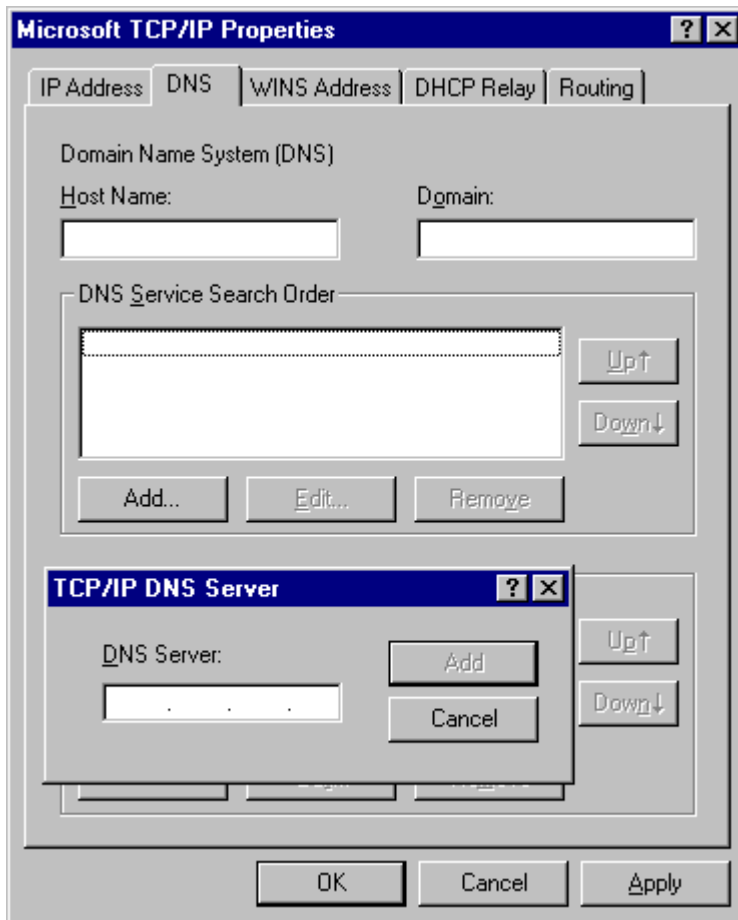 Microsoft TCP/IP Properties
IP Address DNS WINS Address DHCP Relay Routing
Domain Name System (DNS)
Host Name: Domain:
DNS Service Search Order
Up↑
Down↓
Add... Edit... Remove
TCP/IP DNS Server
DNS Server: Add
. . . Cancel
Up↑
Down↓
OK Cancel Apply